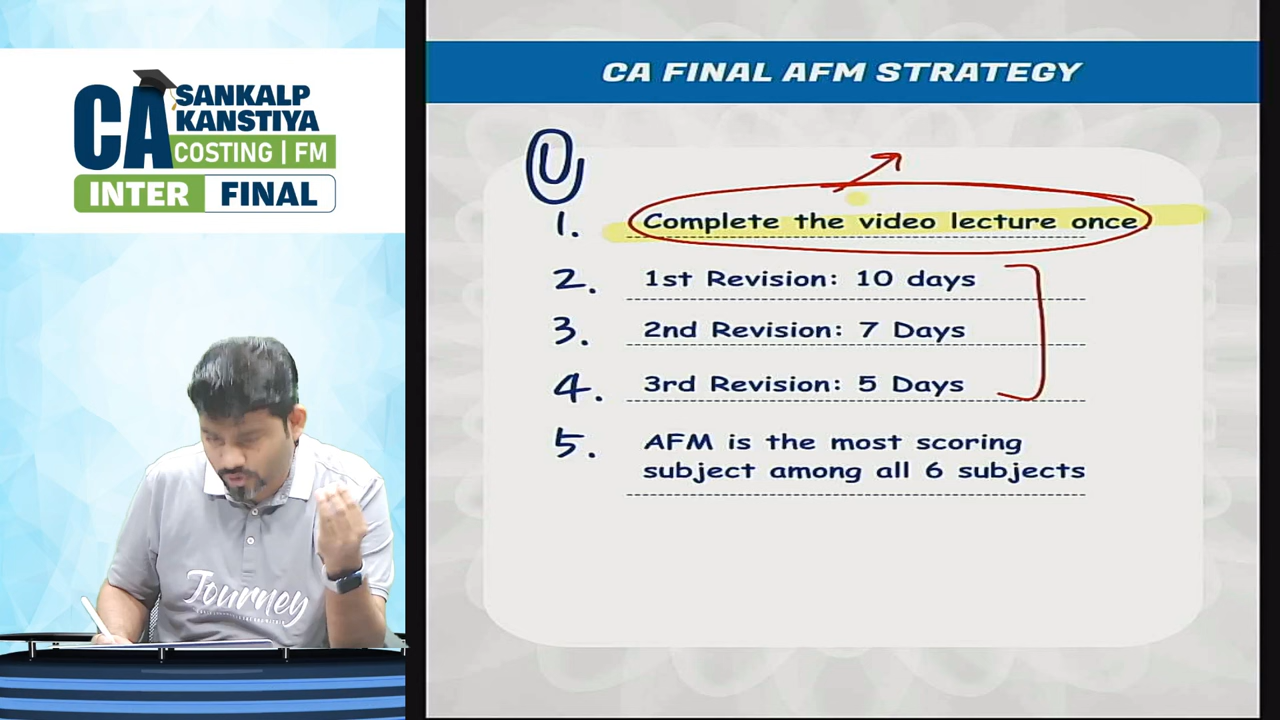 CA SANKALP
KANSTIYA
COSTING | FM
INTER FINAL
Journey
CA FINAL AFM STRATEGY
1. Complete the video lecture once.
2. 1st Revision: 10 days
3. 2nd Revision: 7 Days
4. 3rd Revision: 5 Days
5. AFM is the most scoring
subject among all 6 subjects